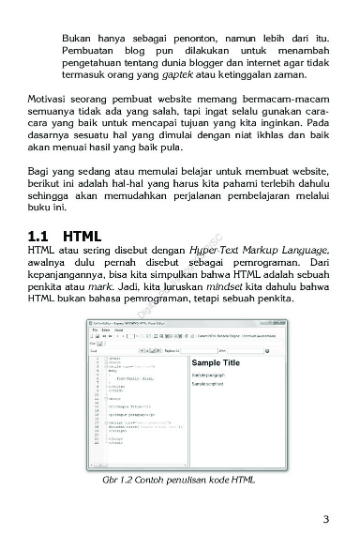 Bukan hanya sebagai penonton, namun lebih dari itu.
Pembuatan blog pun dilakukan untuk menambah
pengetahuan tentang dunia blogger dan internet agar tidak
termasuk orang yang gaptek atau ketinggalan zaman.
Motivasi seorang pembuat website memang bermacam-macam
semuanya tidak ada yang salah, tapi ingat selalu gunakan cara-
cara yang baik untuk mencapai tujuan yang kita inginkan. Pada
dasarnya sesuatu hal yang dimulai dengan niat ikhlas dan baik
akan menuai hasil yang baik pula.
Bagi yang sedang atau memulai belajar untuk membuat website,
berikut ini adalah hal-hal yang harus kita pahami terlebih dahulu
sehingga akan memudahkan perjalanan pembelajaran melalui
buku ini.
1.1 HTML
HTML atau sering disebut dengan Hyper Text Markup Language,
awalnya dulu pernah disebut sebagai pemrograman. Dari
kepanjangannya, bisa kita simpulkan bahwa HTML adalah sebuah
penkita atau mark. Jadi, kita luruskan mindset kita dahulu bahwa
HTML bukan bahasa pemrograman, tetapi sebuah penkita.
Sample Title
Sample paragraph
Gbr 1.2 Contoh penulisan kode HTML
3